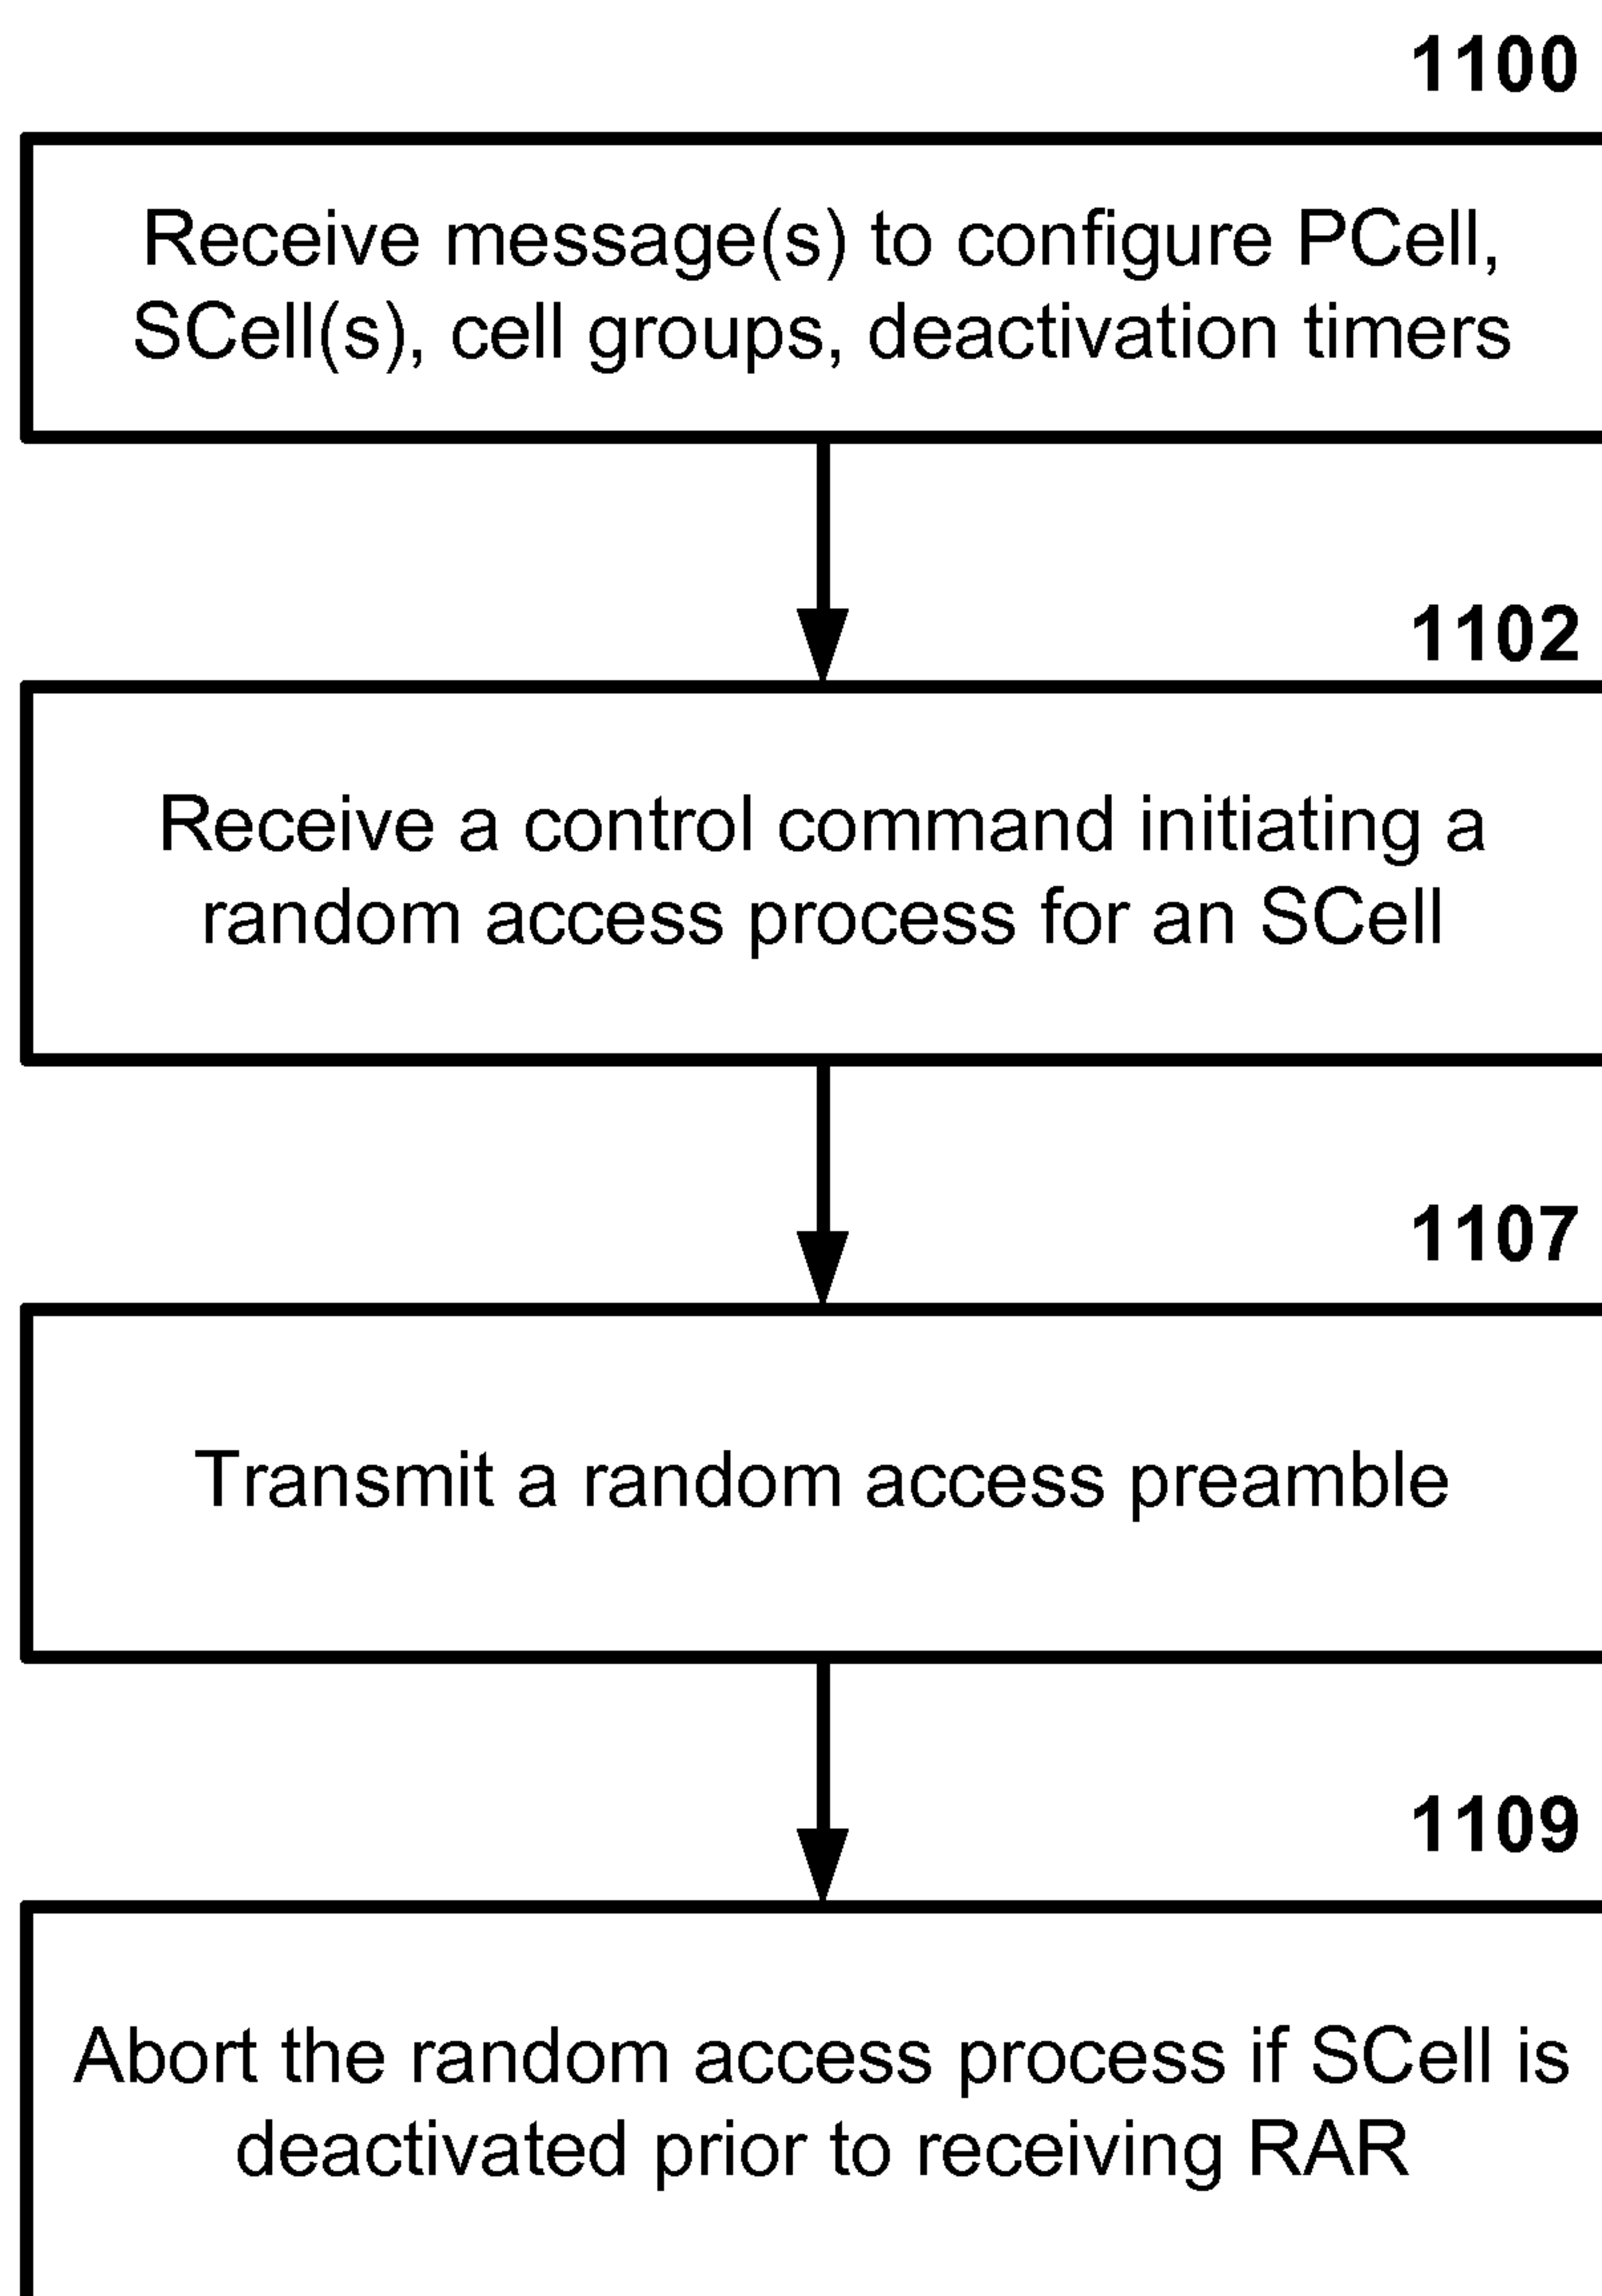 1100
Receive message(s) to configure PCell,
SCell(s), cell groups, deactivation timers
1102
Receive a control command initiating a
random access process for an SCell
1107
Transmit a random access preamble
1109
Abort the random access process if SCell is
deactivated prior to receiving RAR